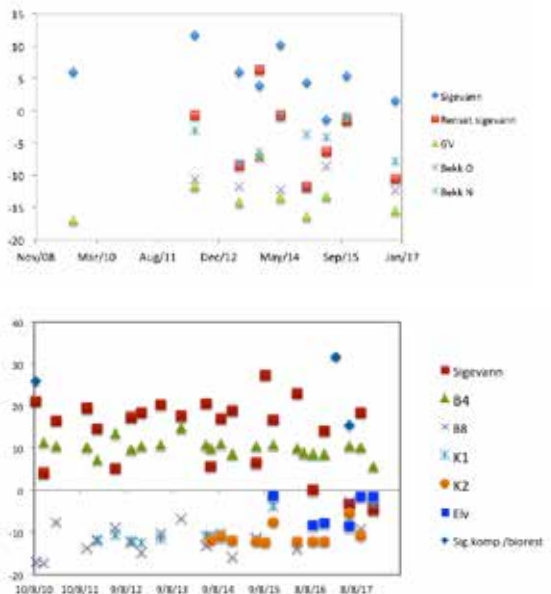 15
10
5
0
-5
-10
-15
-20
Nov/08 Mar/10 Aug/11 Dec/12 May/14 Sep/15 Jan/17
Sigevann
Renset sigevann
GV
Bekk O
Bekk N
40
30
20
10
0
-10
-20
10/8/10 10/8/11 9/8/12 9/8/13 9/8/14 9/8/15 8/8/16 8/8/17
Sigevann
B4
B8
K1
K2
Elv
Sig.komp./biorest